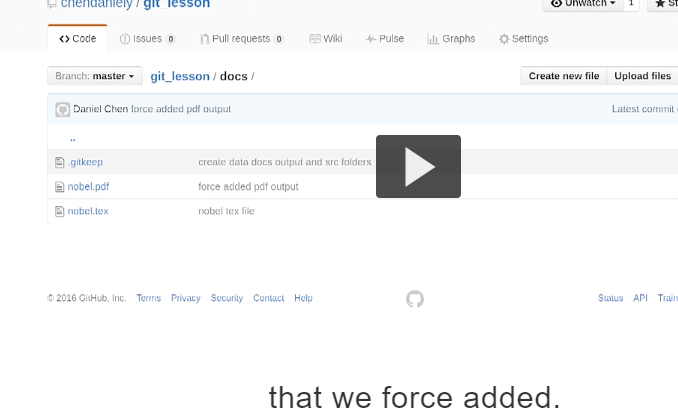 chendaniely / git_lesson
Unwatch 1
Code Issues 0 Pull requests 0 Wiki Pulse Graphs Settings
Branch: master git_lesson / docs / Create new file Upload files
Daniel Chen force added pdf output Latest commit
..
.gitkeep create data docs output and src folders
nobel.pdf force added pdf output
nobel.tex nobel tex file
© 2016 GitHub, Inc. Terms Privacy Security Contact Help Status API
that we force added.